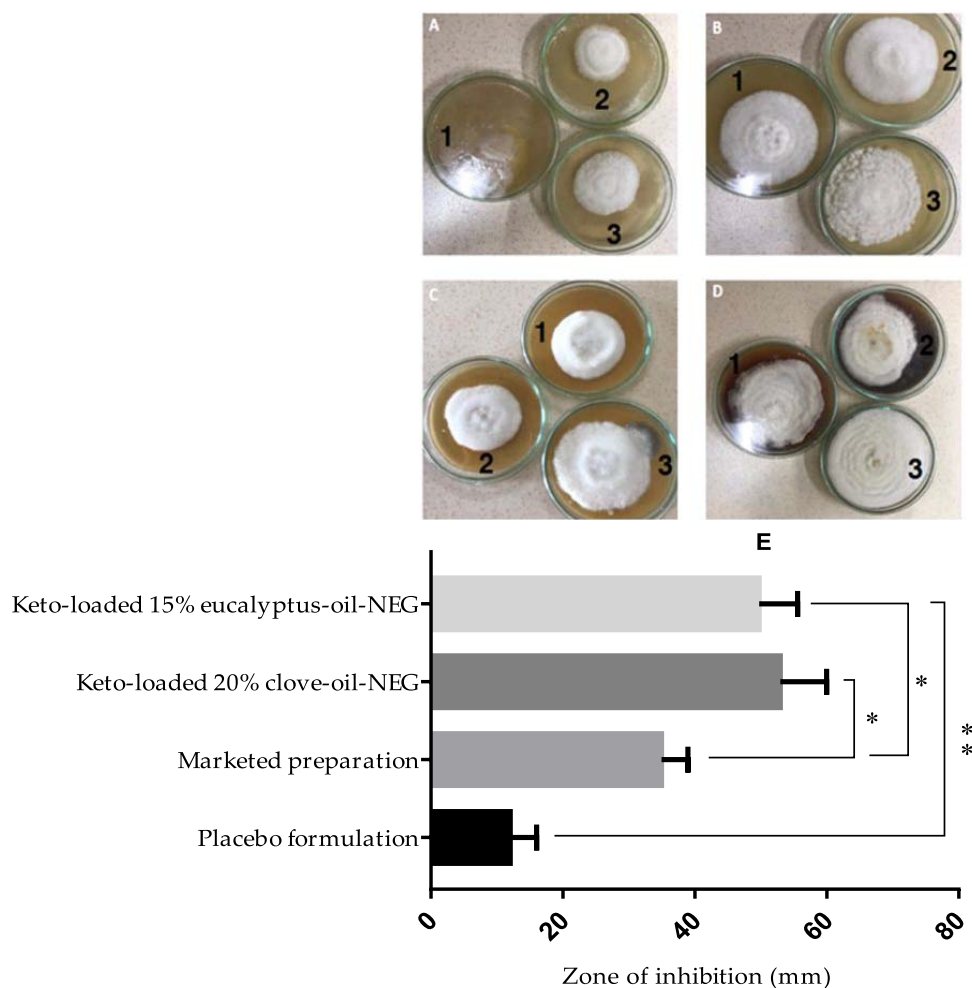 A
1
2
3
B
1
2
3
C
1
2
3
D
1
2
3
E
Keto-loaded 15% eucalyptus-oil-NEG
Keto-loaded 20% clove-oil-NEG
*
*
*
*
Marketed preparation
Placebo formulation
0
20
40
60
80
Zone of inhibition (mm)